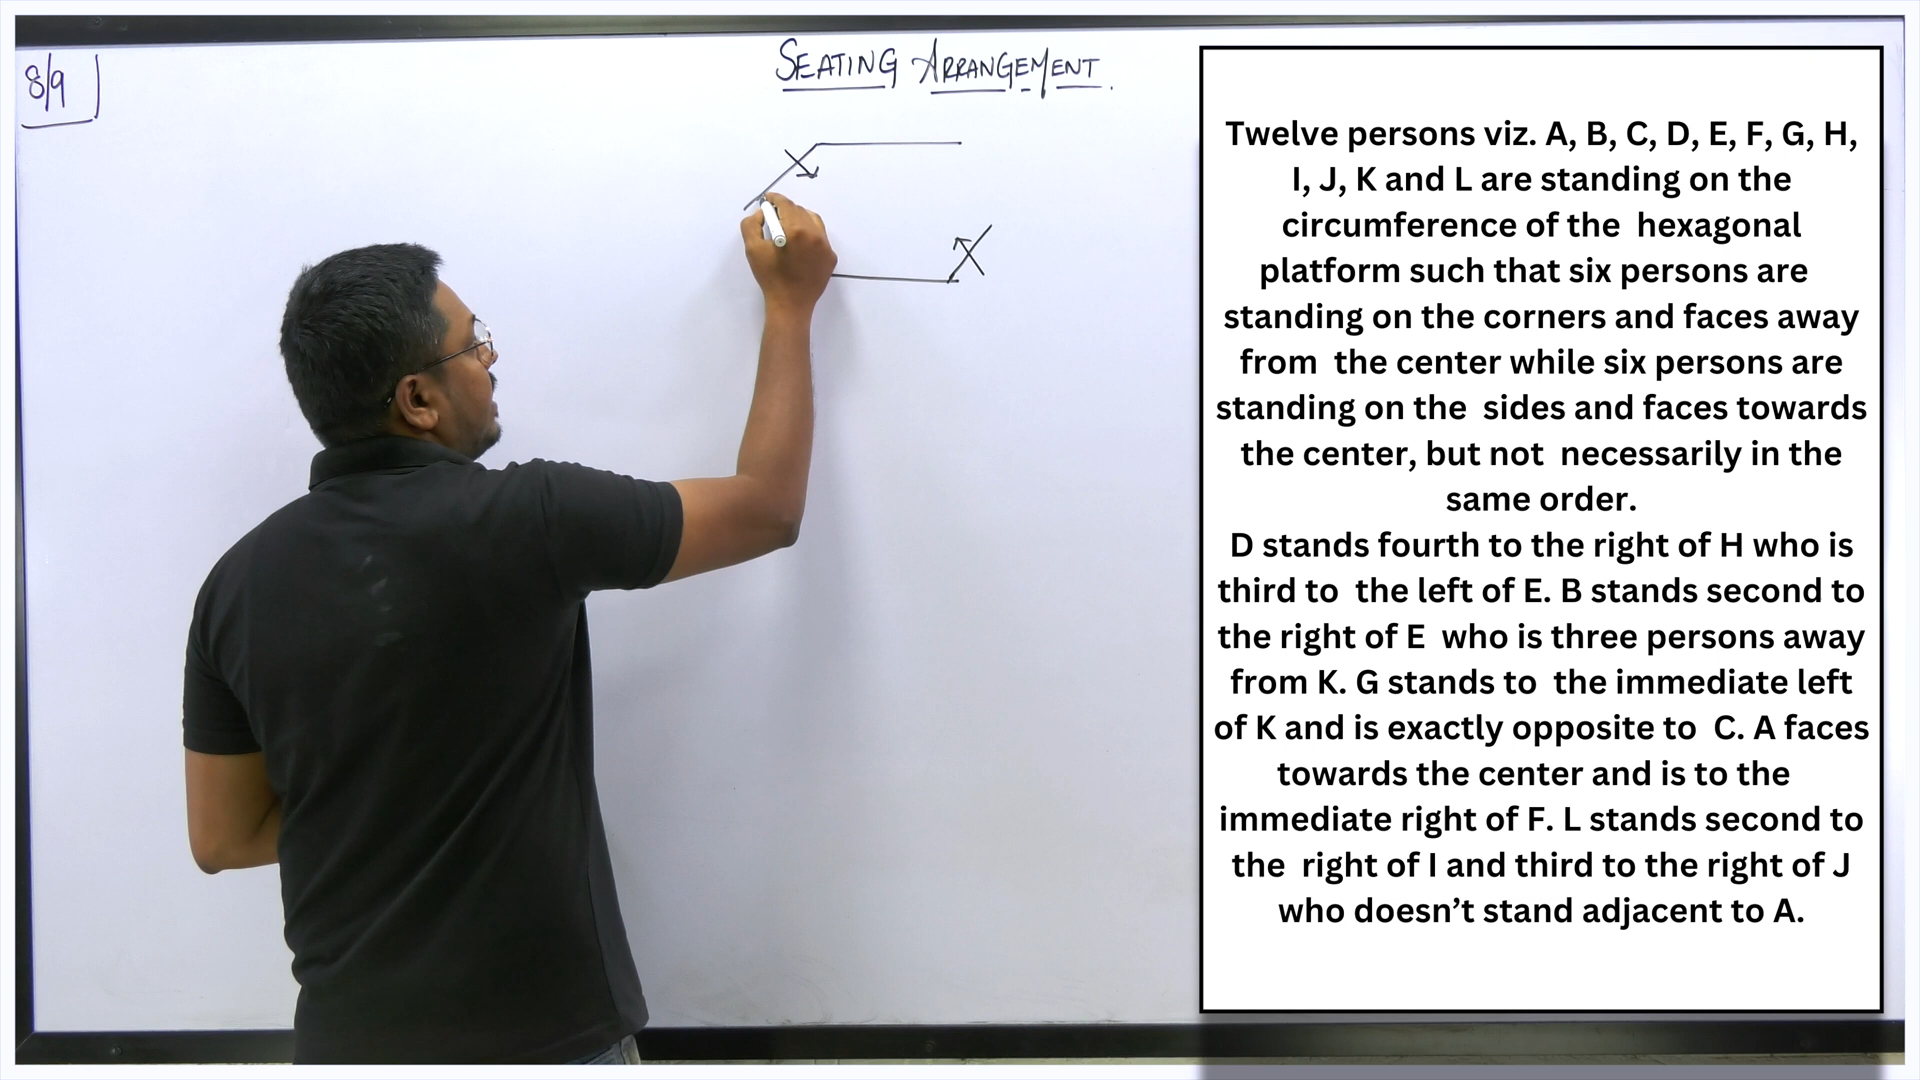 8/9
SEATING ARRANGEMENT.
Twelve persons viz. A, B, C, D, E, F, G, H,
I, J, K and L are standing on the
circumference of the hexagonal
platform such that six persons are
standing on the corners and faces away
from the center while six persons are
standing on the sides and faces towards
the center, but not necessarily in the
same order.
D stands fourth to the right of H who is
third to the left of E. B stands second to
the right of E who is three persons away
from K. G stands to the immediate left
of K and is exactly opposite to C. A faces
towards the center and is to the
immediate right of F. L stands second to
the right of I and third to the right of J
who doesn’t stand adjacent to A.